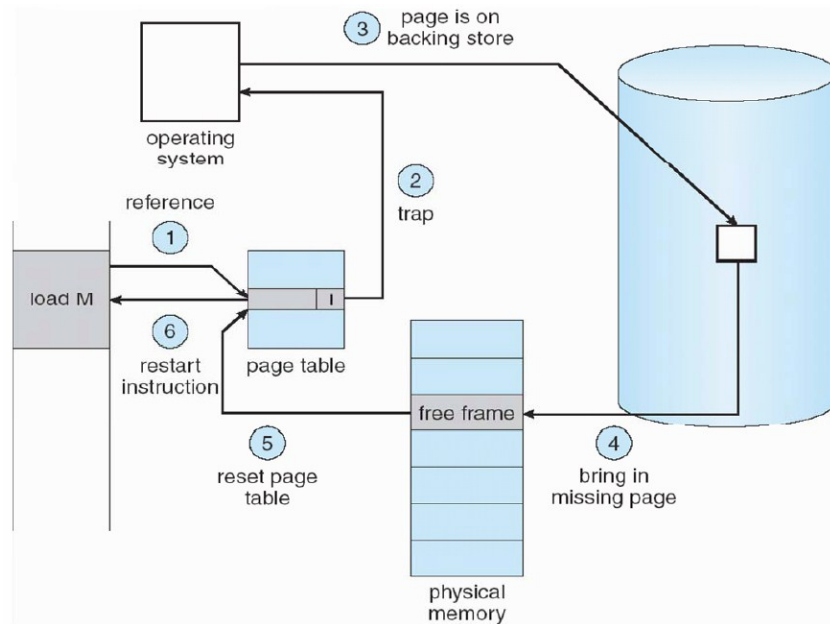 3
page is on
backing store
operating
system
2
trap
reference
1
load M
I
6
restart
instruction
page table
free frame
5
reset page
table
4
bring in
missing page
physical
memory